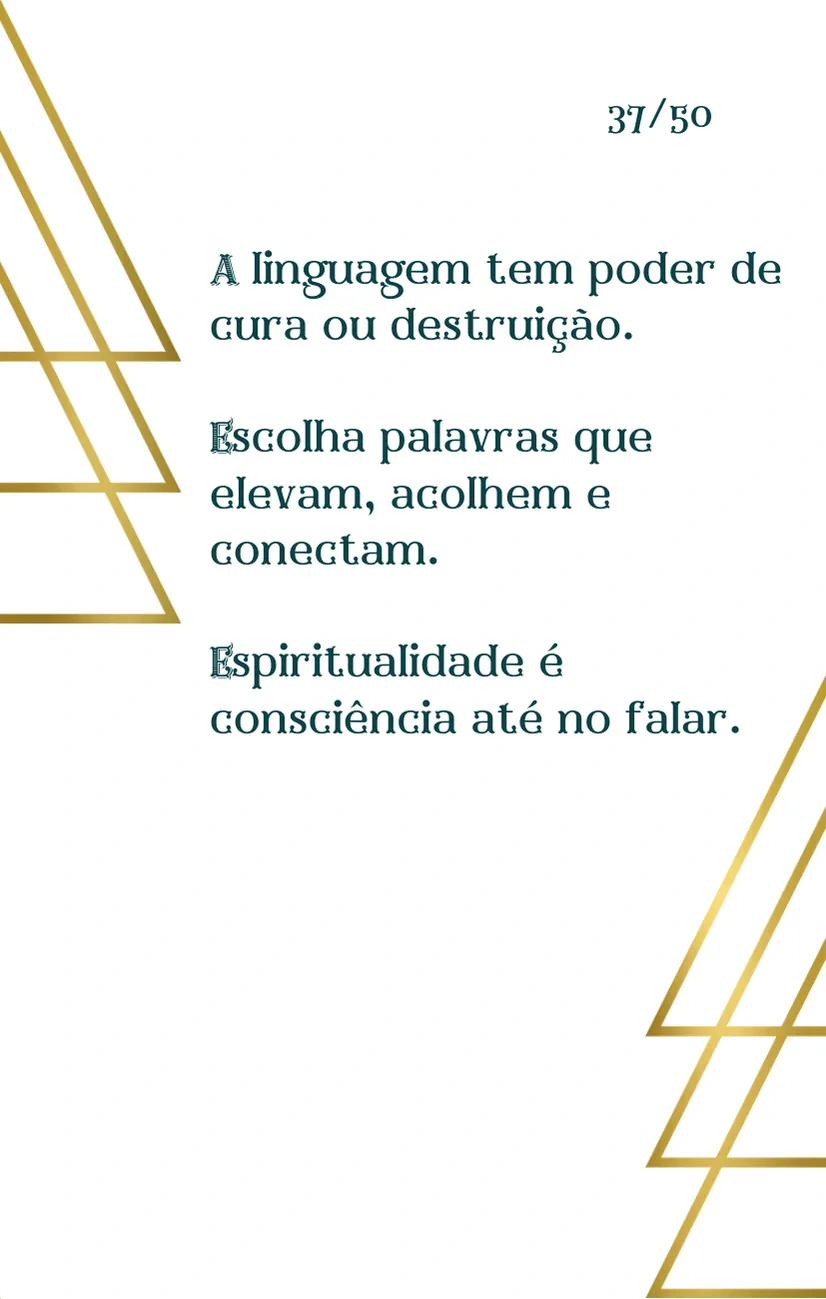 37/50
A linguagem tem poder de
cura ou destruição.
Escolha palavras que
elevam, acolhem e
conectam.
Espiritualidade é
consciência até no falar.